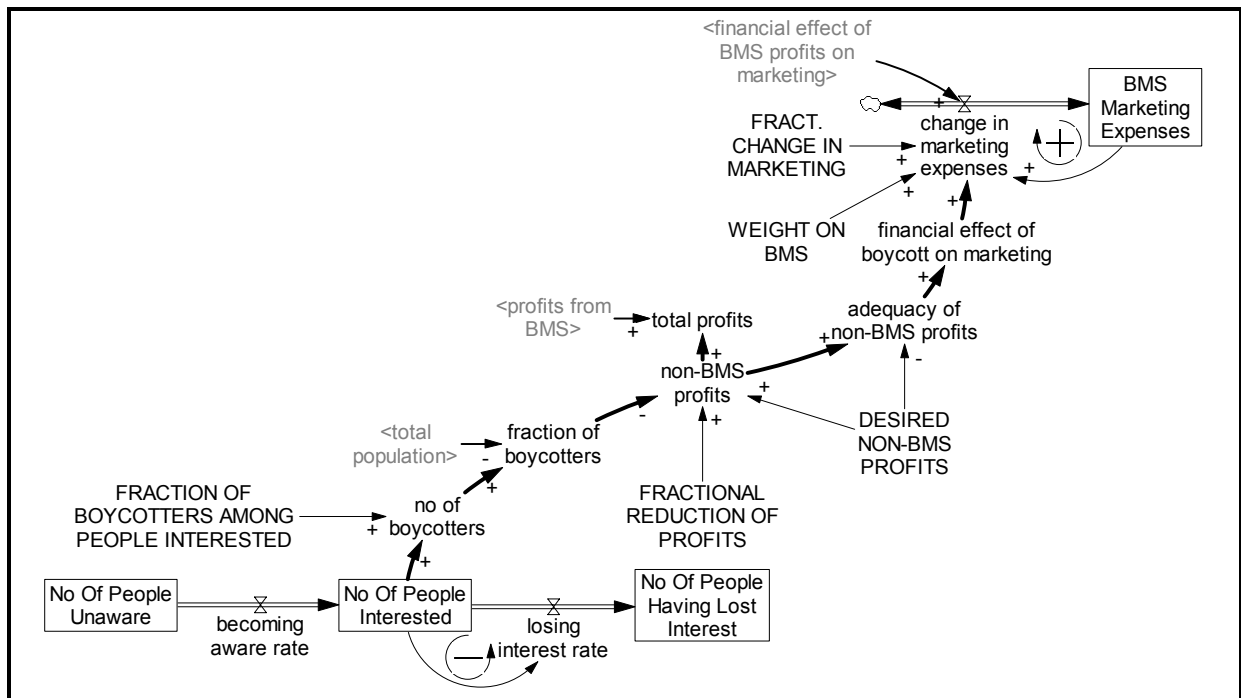 <financial effect of
BMS profits on
marketing>
BMS
Marketing
Expenses
+
change in
marketing
expenses
+
+
FRACT.
CHANGE IN
MARKETING
+
+
+
WEIGHT ON
BMS
financial effect of
boycott on marketing
+
adequacy of
non-BMS profits
+
-
<profits from
BMS>
+
total profits
+
non-BMS
profits
+
-
+
DESIRED
NON-BMS
PROFITS
<total
population>
-
fraction of
boycotters
+
FRACTIONAL
REDUCTION OF
PROFITS
FRACTION OF
BOYCOTTERS AMONG
PEOPLE INTERESTED
+
no of
boycotters
+
No Of People
Unaware
becoming
aware rate
No Of People
Interested
—
losing
interest rate
No Of People
Having Lost
Interest